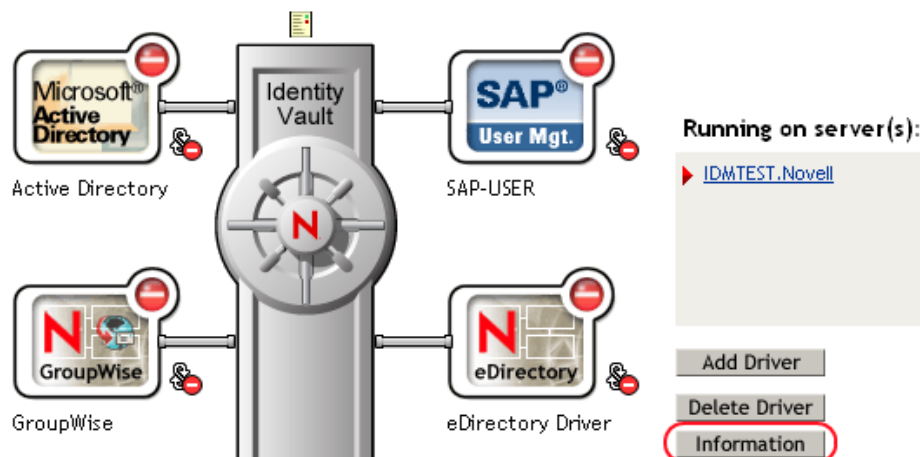 Microsoft®
Active
Directory
Active Directory
Identity
Vault
SAP®
User Mgt.
SAP-USER
N
N
GroupWise
GroupWise
N
eDirectory
eDirectory Driver
Running on server(s):
IDMTEST.Novell
Add Driver
Delete Driver
Information